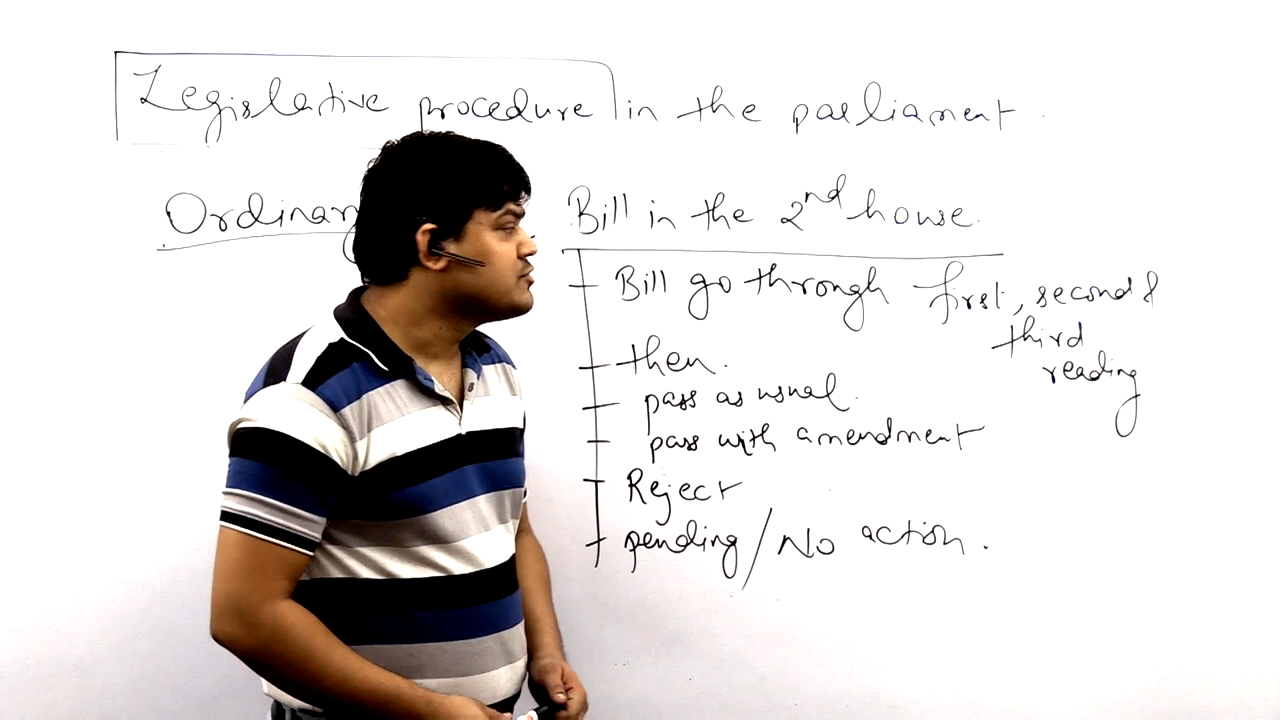 Legislative procedure in the parliament.
Ordinary
Bill in the 2nd house.
Bill go through first, second &
third
reading
then.
pass as usual.
pass with amendment
Reject
pending/No action.